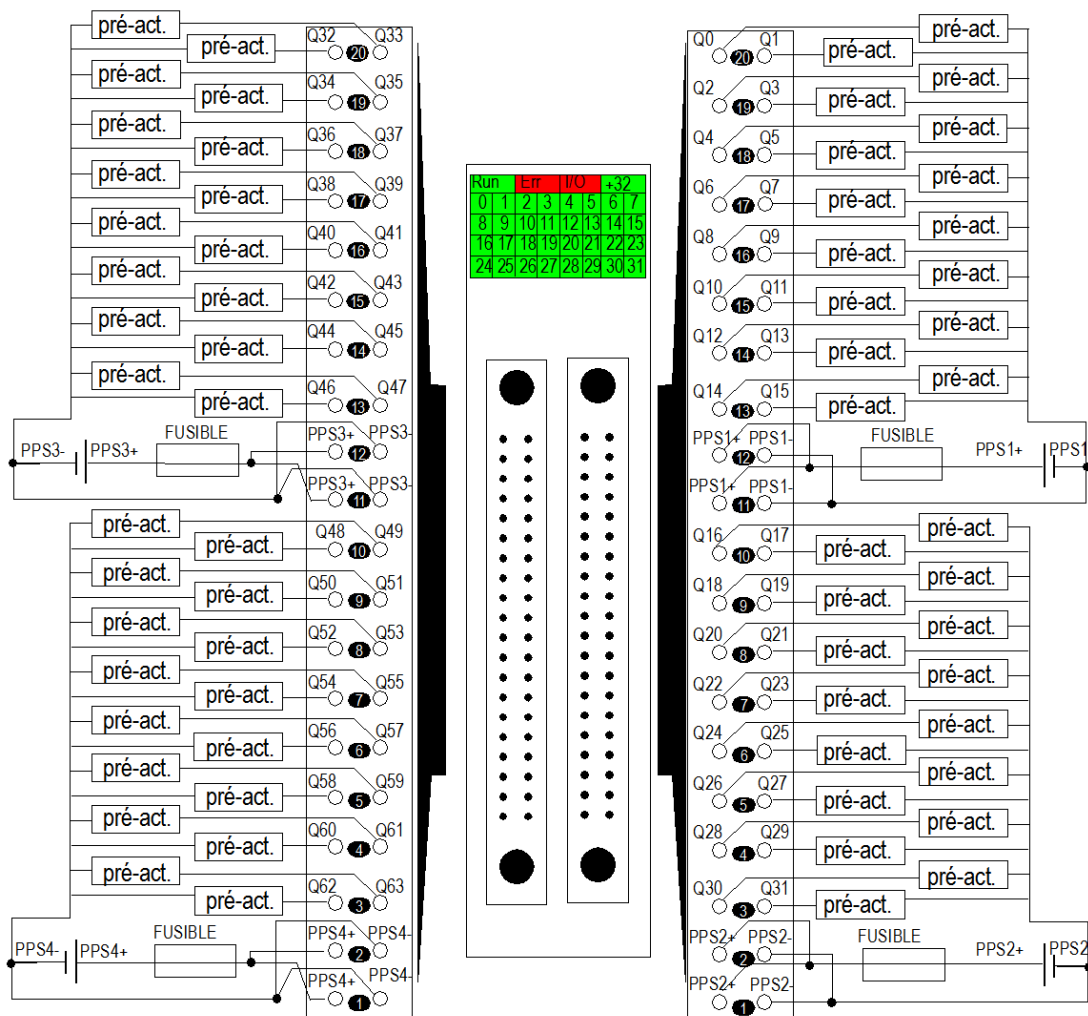 pré-act.
Q32 20 Q33
pré-act.
pré-act.
Q34 19 Q35
pré-act.
pré-act.
Q36 18 Q37
pré-act.
pré-act.
Q38 17 Q39
pré-act.
pré-act.
Q40 16 Q41
pré-act.
pré-act.
Q42 15 Q43
pré-act.
pré-act.
Q44 14 Q45
pré-act.
pré-act.
Q46 13 Q47
pré-act.
PPS3- PPS3+ FUSIBLE
PPS3+ 12 PPS3-
PPS3+ 11 PPS3-
pré-act.
Q48 10 Q49
pré-act.
pré-act.
Q50 9 Q51
pré-act.
pré-act.
Q52 8 Q53
pré-act.
pré-act.
Q54 7 Q55
pré-act.
pré-act.
Q56 6 Q57
pré-act.
pré-act.
Q58 5 Q59
pré-act.
pré-act.
Q60 4 Q61
pré-act.
pré-act.
Q62 3 Q63
pré-act.
PPS4- PPS4+ FUSIBLE
PPS4+ 2 PPS4-
PPS4+ 1 PPS4-
Run Err I/O +32
0 1 2 3 4 5 6 7
8 9 10 11 12 13 14 15
16 17 18 19 20 21 22 23
24 25 26 27 28 29 30 31
pré-act.
Q0 20 Q1
pré-act.
pré-act.
Q2 19 Q3
pré-act.
pré-act.
Q4 18 Q5
pré-act.
pré-act.
Q6 17 Q7
pré-act.
pré-act.
Q8 16 Q9
pré-act.
pré-act.
Q10 15 Q11
pré-act.
pré-act.
Q12 14 Q13
pré-act.
pré-act.
Q14 13 Q15
pré-act.
PPS1+ 12 PPS1-
FUSIBLE PPS1+ PPS1
PPS1+ 11 PPS1-
pré-act.
Q16 10 Q17
pré-act.
pré-act.
Q18 9 Q19
pré-act.
pré-act.
Q20 8 Q21
pré-act.
pré-act.
Q22 7 Q23
pré-act.
pré-act.
Q24 6 Q25
pré-act.
pré-act.
Q26 5 Q27
pré-act.
pré-act.
Q28 4 Q29
pré-act.
pré-act.
Q30 3 Q31
pré-act.
PPS2+ 2 PPS2-
FUSIBLE PPS2+ PPS2
PPS2+ 1 PPS2-